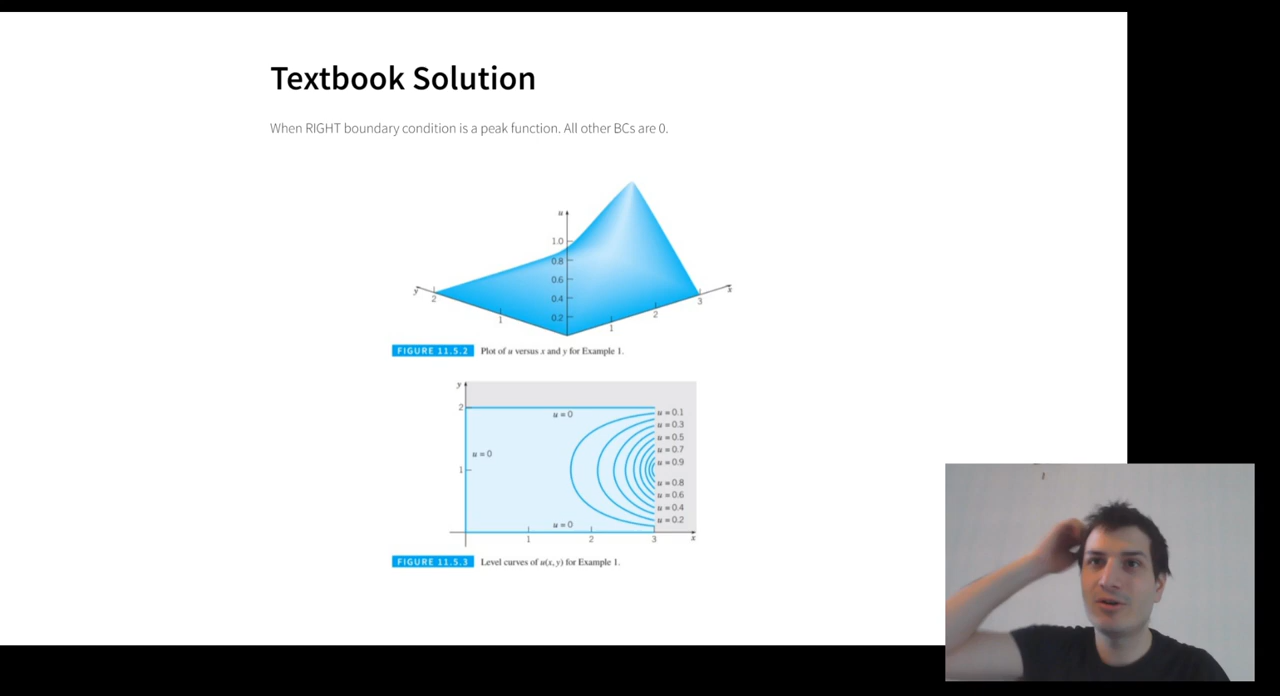 Textbook Solution
When RIGHT boundary condition is a peak function. All other BCs are 0.
u
1.0
0.8
0.6
0.4
0.2
y
2
1
1
2
3
x
FIGURE 11.5.2 Plot of u versus x and y for Example 1.
y
2
u = 0
u = 0.1
u = 0.3
u = 0.5
u = 0.7
u = 0
u = 0.9
1
u = 0.8
u = 0.6
u = 0.4
u = 0.2
u = 0
1 2 3 x
FIGURE 11.5.3 Level curves of u(x, y) for Example 1.